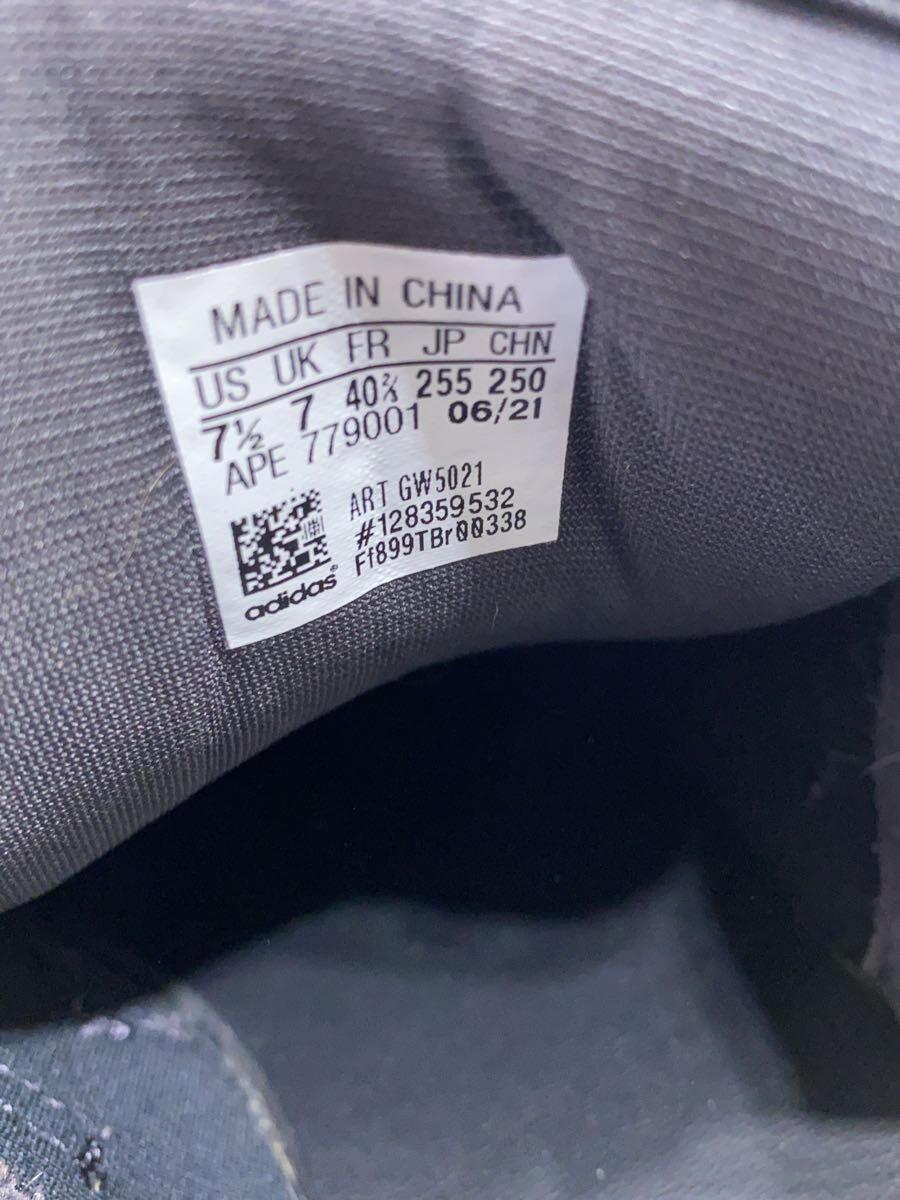 MADE IN CHINA
US UK FR JP CHN
7½ 7 40⅔ 255 250
APE 779001 06/21
ART GW5021
#128359532
Ff899TBr00338
adidas®